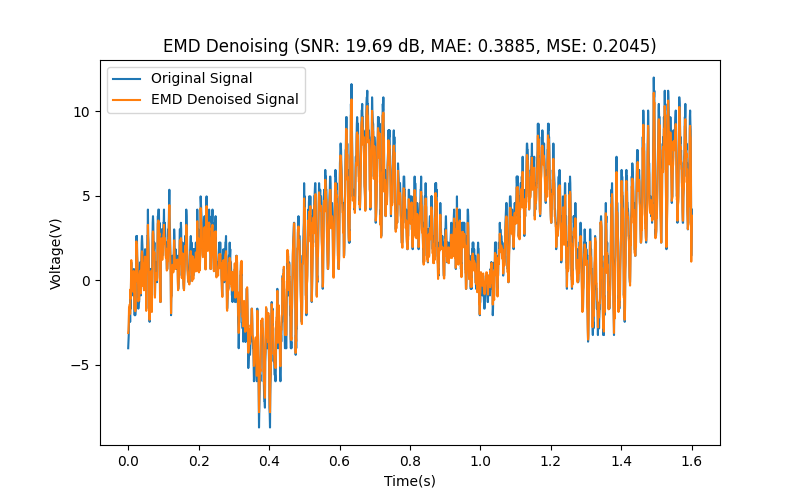 EMD Denoising (SNR: 19.69 dB, MAE: 0.3885, MSE: 0.2045)
Original Signal
EMD Denoised Signal
10
5
0
−5
Voltage(V)
0.0 0.2 0.4 0.6 0.8 1.0 1.2 1.4 1.6
Time(s)